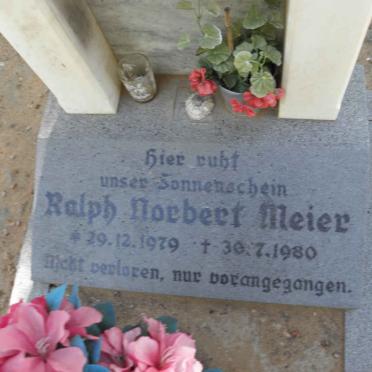 Hier ruht
unser Sonnenschein
Ralph Norbert Meier
* 29.12.1979 † 30.7.1980
Nicht verloren, nur vorangegangen.